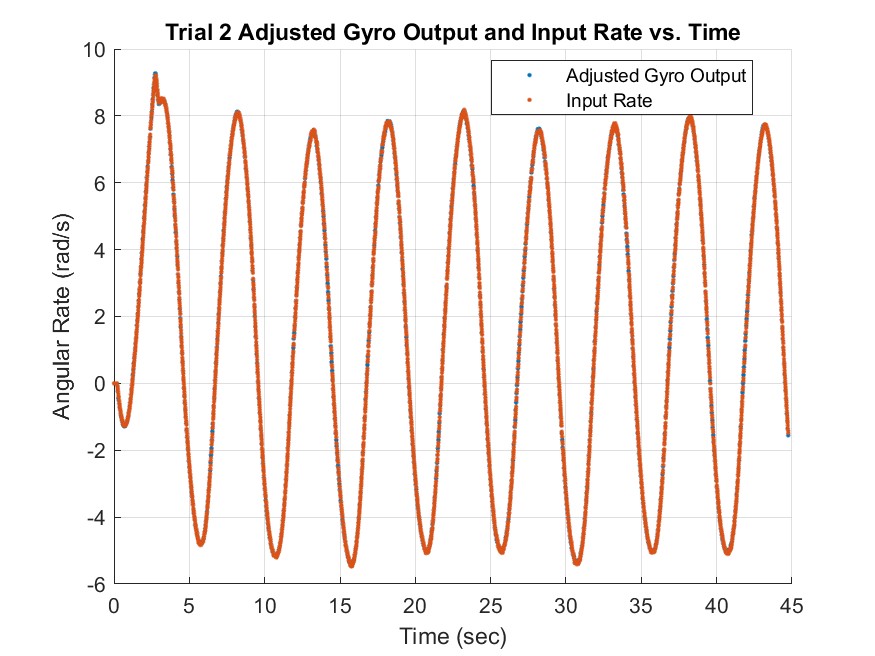 Trial 2 Adjusted Gyro Output and Input Rate vs. Time
Adjusted Gyro Output
Input Rate
Angular Rate (rad/s)
10
8
6
4
2
0
-2
-4
-6
0 5 10 15 20 25 30 35 40 45
Time (sec)